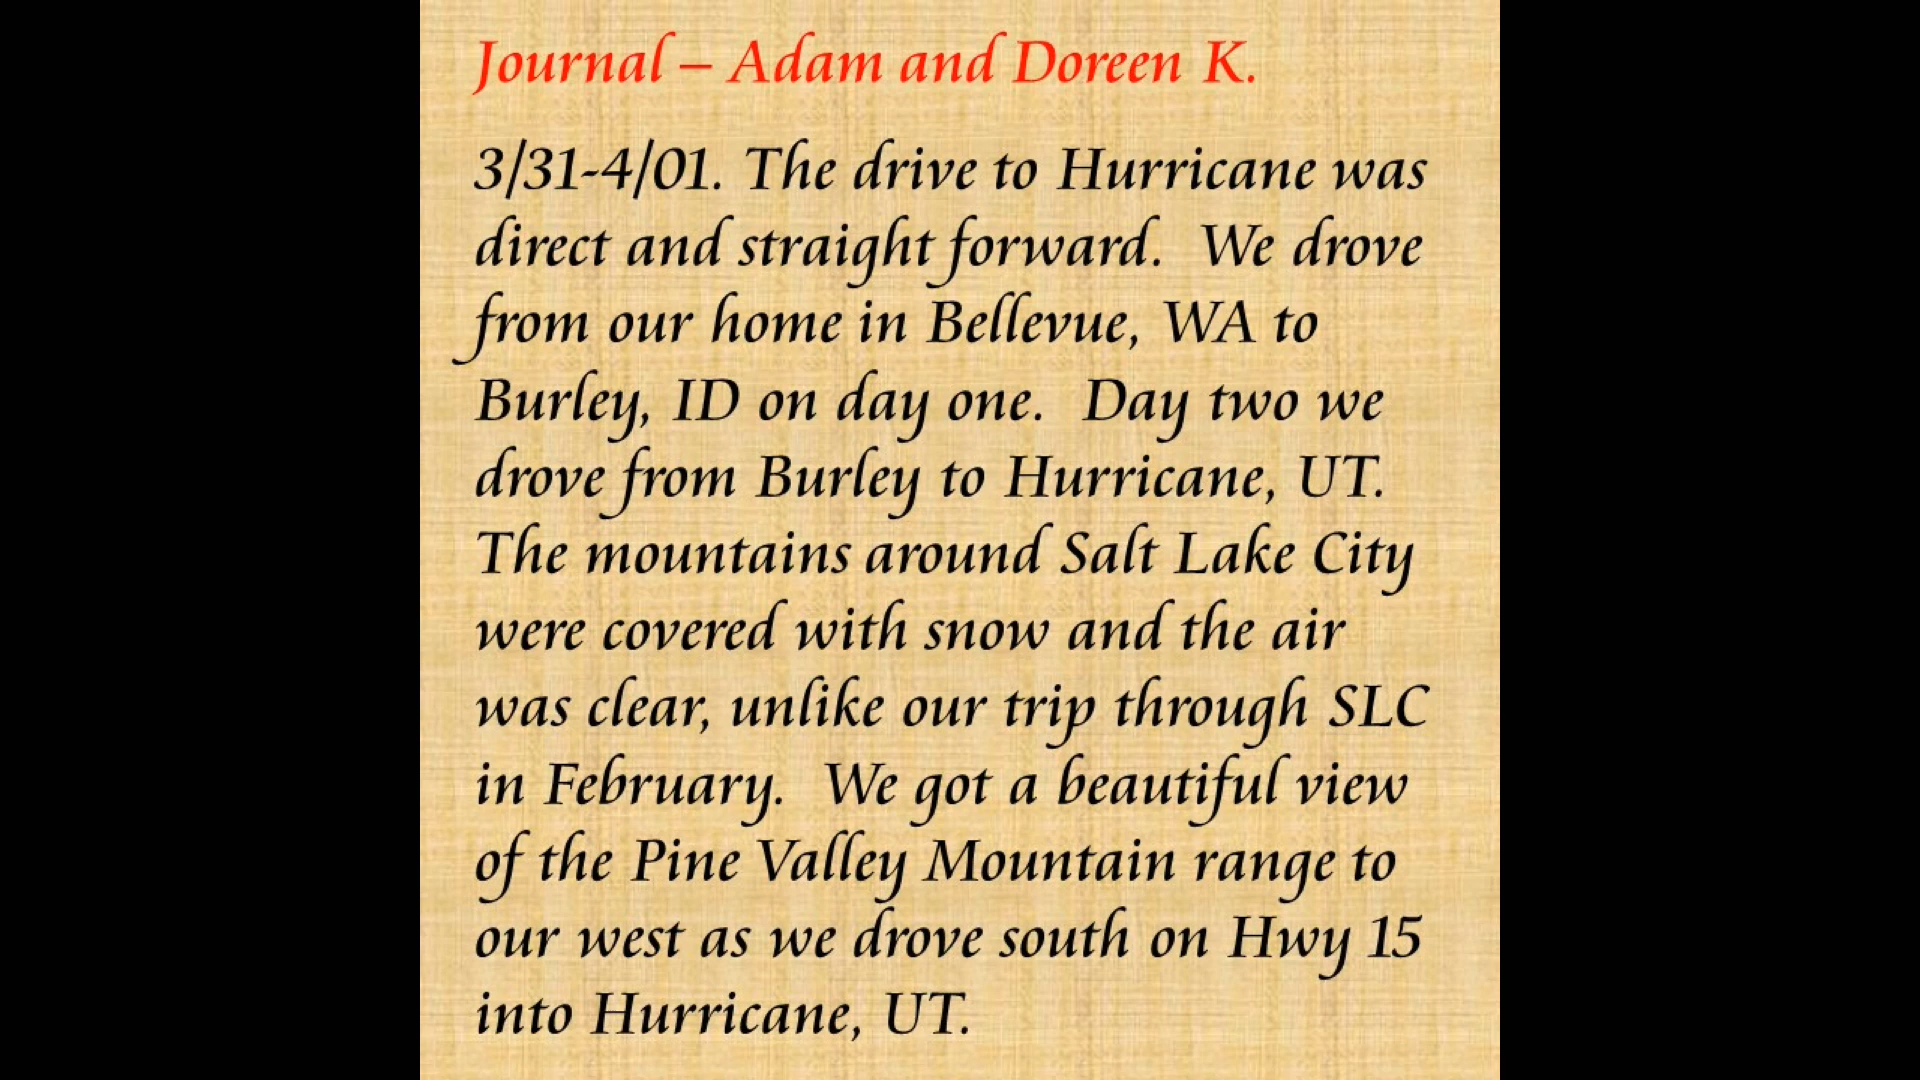 Journal – Adam and Doreen K.
3/31-4/01. The drive to Hurricane was
direct and straight forward. We drove
from our home in Bellevue, WA to
Burley, ID on day one. Day two we
drove from Burley to Hurricane, UT.
The mountains around Salt Lake City
were covered with snow and the air
was clear, unlike our trip through SLC
in February. We got a beautiful view
of the Pine Valley Mountain range to
our west as we drove south on Hwy 15
into Hurricane, UT.